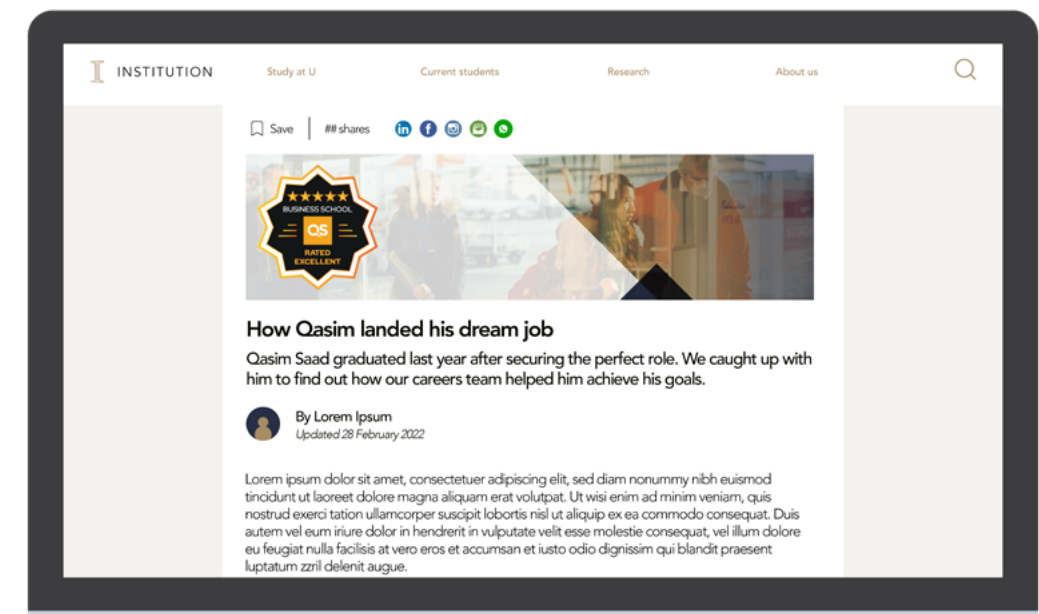 INSTITUTION
Study at U
Current students
Research
About us
Save
## shares
in
f
BUSINESS SCHOOL
QS
RATED
EXCELLENT
How Qasim landed his dream job
Qasim Saad graduated last year after securing the perfect role. We caught up with
him to find out how our careers team helped him achieve his goals.
By Lorem Ipsum
Updated 28 February 2022
Lorem ipsum dolor sit amet, consectetuer adipiscing elit, sed diam nonummy nibh euismod
tincidunt ut laoreet dolore magna aliquam erat volutpat. Ut wisi enim ad minim veniam, quis
nostrud exerci tation ullamcorper suscipit lobortis nisl ut aliquip ex ea commodo consequat. Duis
autem vel eum iriure dolor in hendrerit in vulputate velit esse molestie consequat, vel illum dolore
eu feugiat nulla facilisis at vero eros et accumsan et iusto odio dignissim qui blandit praesent
luptatum zzril delenit augue.